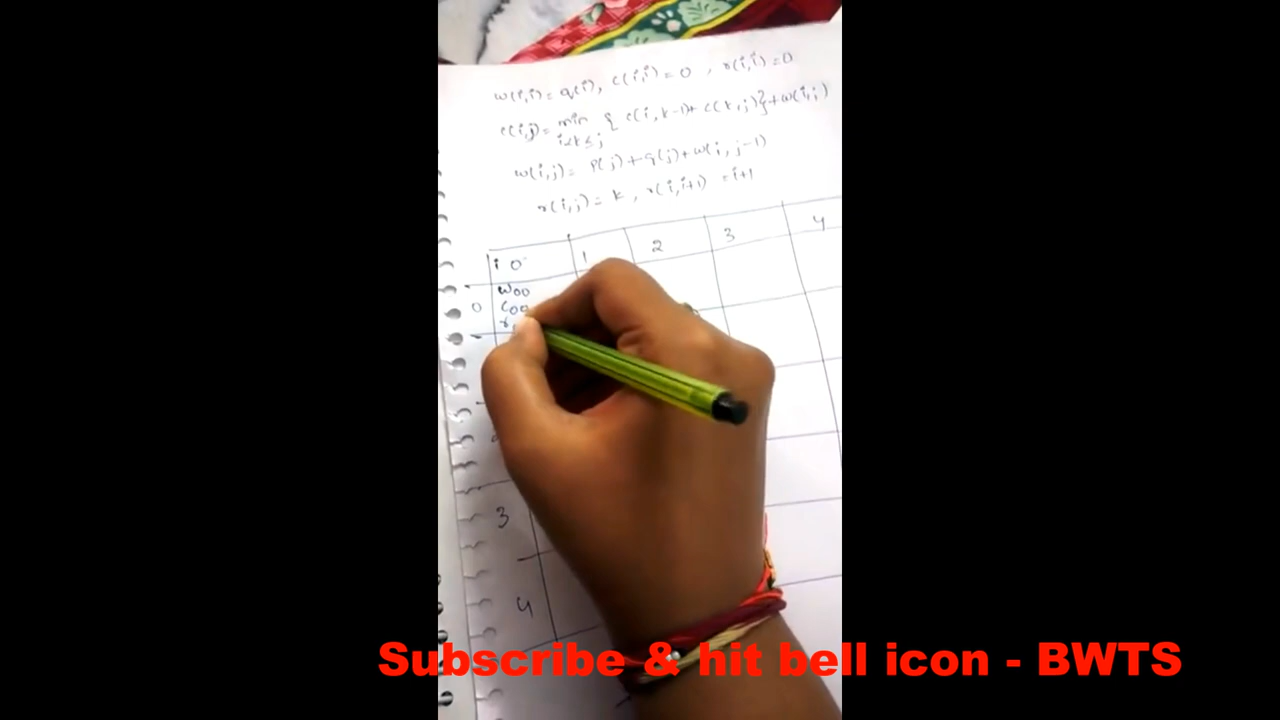 w(i,i) = q(i), c(i,i) = 0, r(i,i) = 0
c(i,j) = min { c(i,k-1) + c(k,j)} + w(i,j)
i<k≤j
w(i,j) = p(j) + q(j) + w(i, j-1)
r(i,j) = k, r(i,i+1) = i+1
i 0 1 2 3 4
w00
0 c00
r
3
4
Subscribe & hit bell icon - BWTS